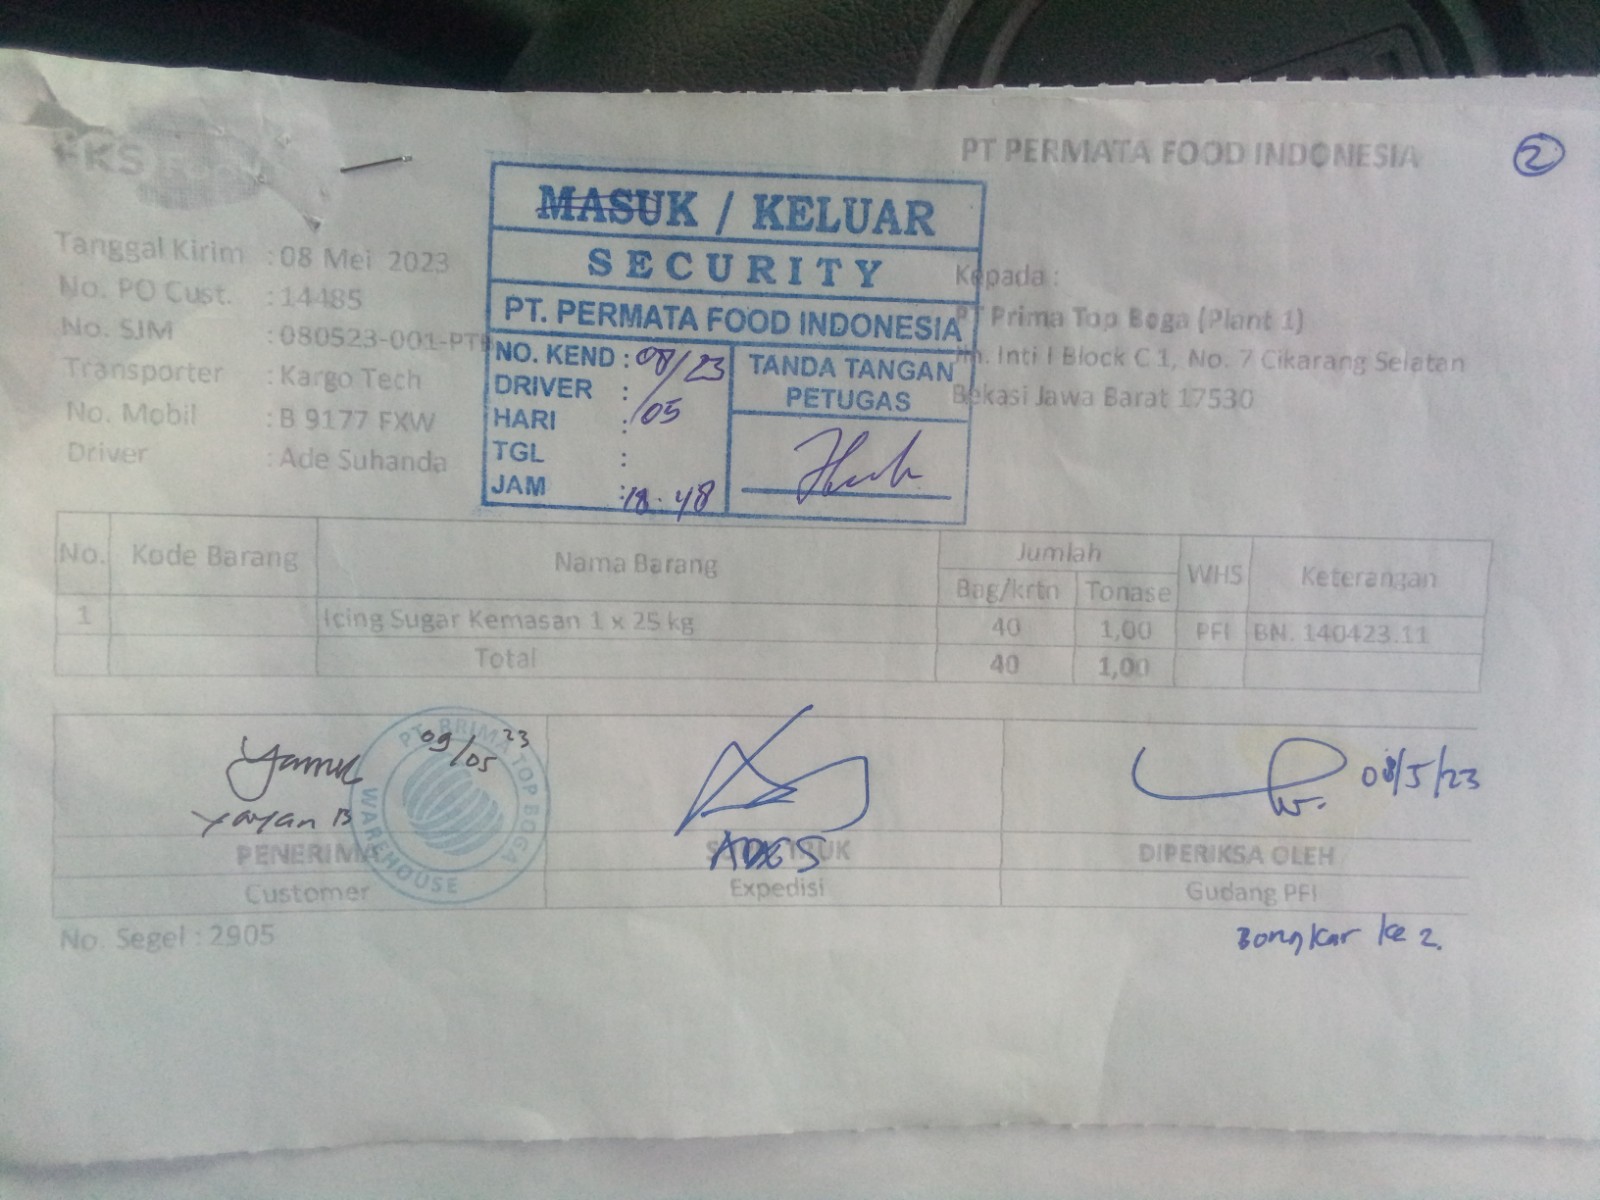 FKS Food
PT PERMATA FOOD INDONESIA
2
Tanggal Kirim : 08 Mei 2023
No. PO Cust. : 14485
No. SJM : 080523-001-PT
Transporter : Kargo Tech
No. Mobil : B 9177 FXW
Driver : Ade Suhanda
MASUK / KELUAR
SECURITY
PT. PERMATA FOOD INDONESIA
NO. KEND : 08/23
DRIVER :
HARI : /05
TGL :
JAM : 18.48
TANDA TANGAN
PETUGAS
Kepada :
PT Prima Top Boga (Plant 1)
Jln. Inti I Block C 1, No. 7 Cikarang Selatan
Bekasi Jawa Barat 17530
No. Kode Barang Nama Barang Jumlah WHS Keterangan
Bag/krtn Tonase
1 Icing Sugar Kemasan 1 x 25 kg 40 1,00 PFI BN. 140423.11
Total 40 1,00
09/05 23
PT. PRIMA TOP BOGA
WAREHOUSE
Yayan B
PENERIMA
Customer
ADE S
Expedisi
08/5/23
DIPERIKSA OLEH
Gudang PFI
No. Segel : 2905
Bongkar ke 2.